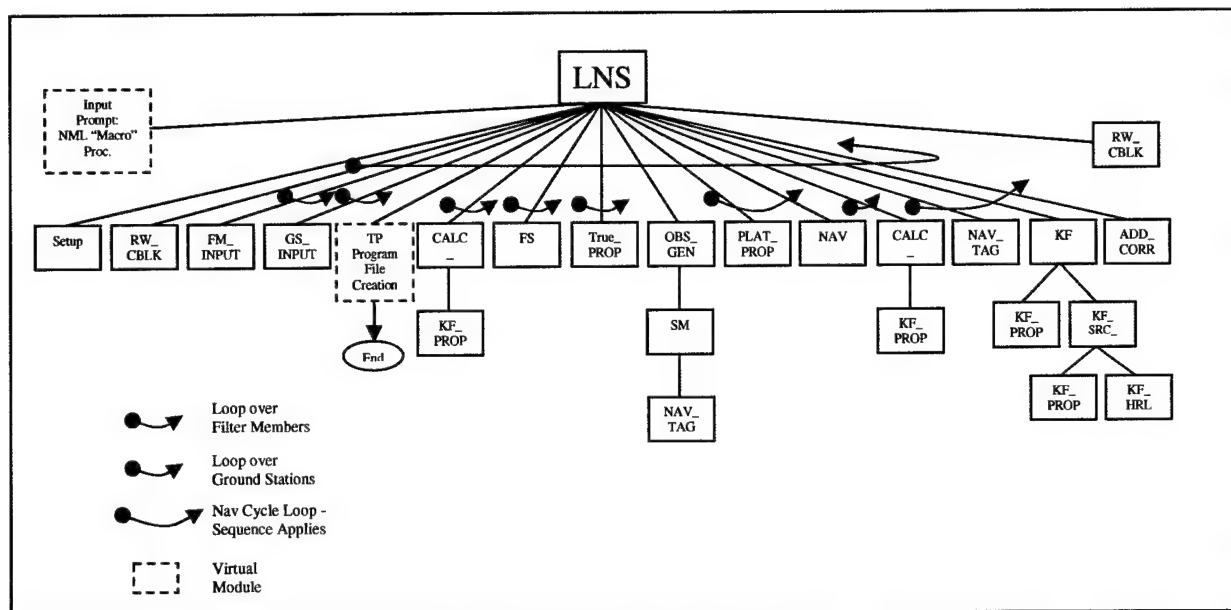 LNS
Input
Prompt:
NML "Macro"
Proc.
RW_
CBLK
Setup
RW_
CBLK
FM_
INPUT
GS_
INPUT
TP
Program
File
Creation
CALC
_
FS
True_
PROP
OBS_
GEN
PLAT_
PROP
NAV
CALC
_
NAV_
TAG
KF
ADD_
CORR
End
KF_
PROP
SM
KF_
PROP
KF_
PROP
KF_
SRC_
NAV_
TAG
KF_
PROP
KF_
HRL
Loop over
Filter Members
Loop over
Ground Stations
Nav Cycle Loop -
Sequence Applies
Virtual
Module